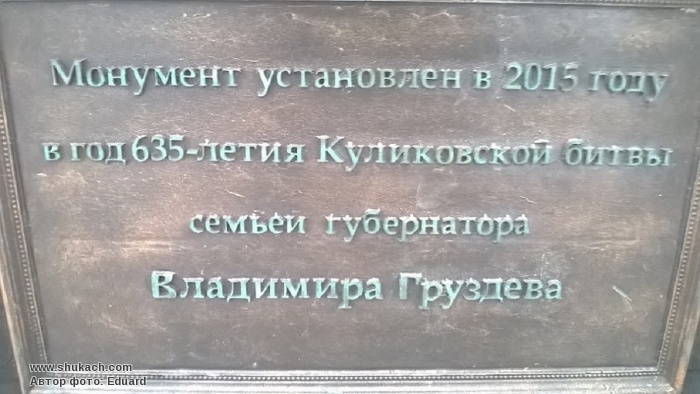 Монумент установлен в 2015 году
в год 635-летия Куликовской битвы
семьей губернатора
Владимира Груздева
www.shukach.com
Автор фото: Eduard